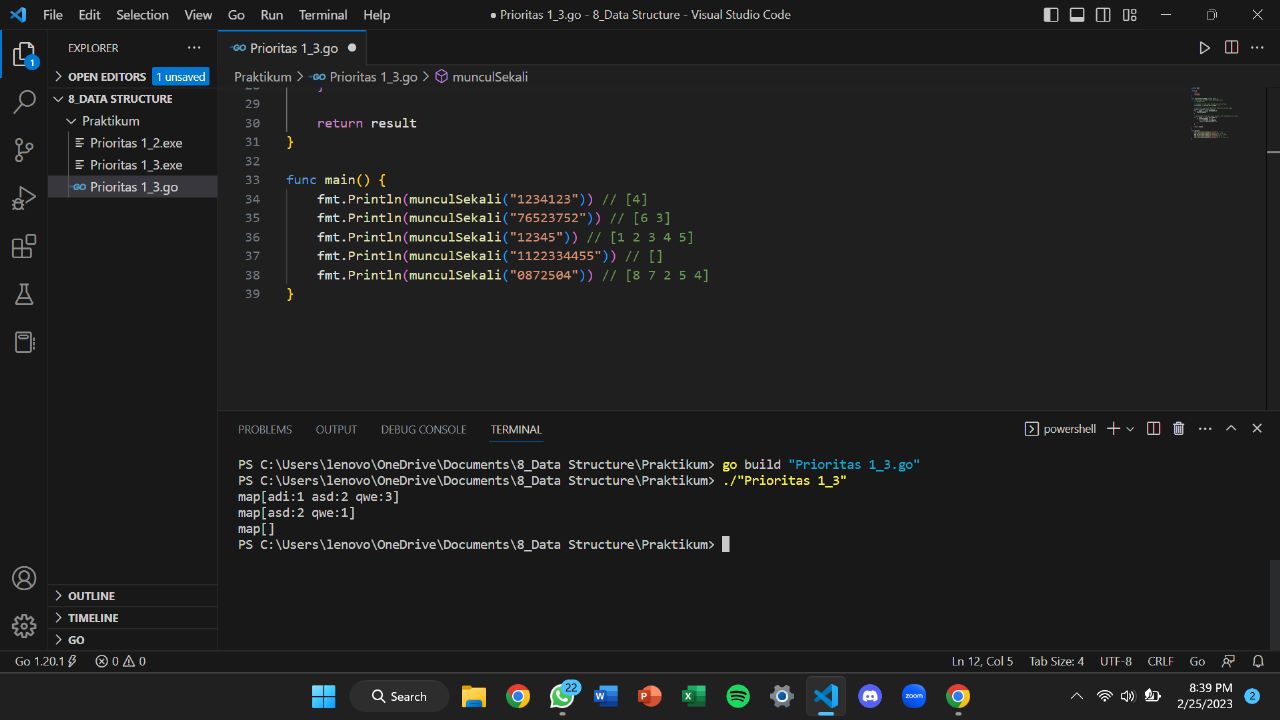 File Edit Selection View Go Run Terminal Help
● Prioritas 1_3.go - 8_Data Structure - Visual Studio Code
EXPLORER
OPEN EDITORS 1 unsaved
8_DATA STRUCTURE
Praktikum
Prioritas 1_2.exe
Prioritas 1_3.exe
GO Prioritas 1_3.go
OUTLINE
TIMELINE
GO
1
GO Prioritas 1_3.go ●
Praktikum > GO Prioritas 1_3.go > munculSekali
28 }
29
30 return result
31 }
32
33 func main() {
34 fmt.Println(munculSekali("1234123")) // [4]
35 fmt.Println(munculSekali("76523752")) // [6 3]
36 fmt.Println(munculSekali("12345")) // [1 2 3 4 5]
37 fmt.Println(munculSekali("1122334455")) // []
38 fmt.Println(munculSekali("0872504")) // [8 7 2 5 4]
39 }
PROBLEMS OUTPUT DEBUG CONSOLE TERMINAL
powershell
PS C:\Users\lenovo\OneDrive\Documents\8_Data Structure\Praktikum> go build "Prioritas 1_3.go"
PS C:\Users\lenovo\OneDrive\Documents\8_Data Structure\Praktikum> ./"Prioritas 1_3"
map[adi:1 asd:2 qwe:3]
map[asd:2 qwe:1]
map[]
PS C:\Users\lenovo\OneDrive\Documents\8_Data Structure\Praktikum>
Go 1.20.1 0 0
Ln 12, Col 5 Tab Size: 4 UTF-8 CRLF Go
Search
22
zoom
8:39 PM
2/25/2023
2